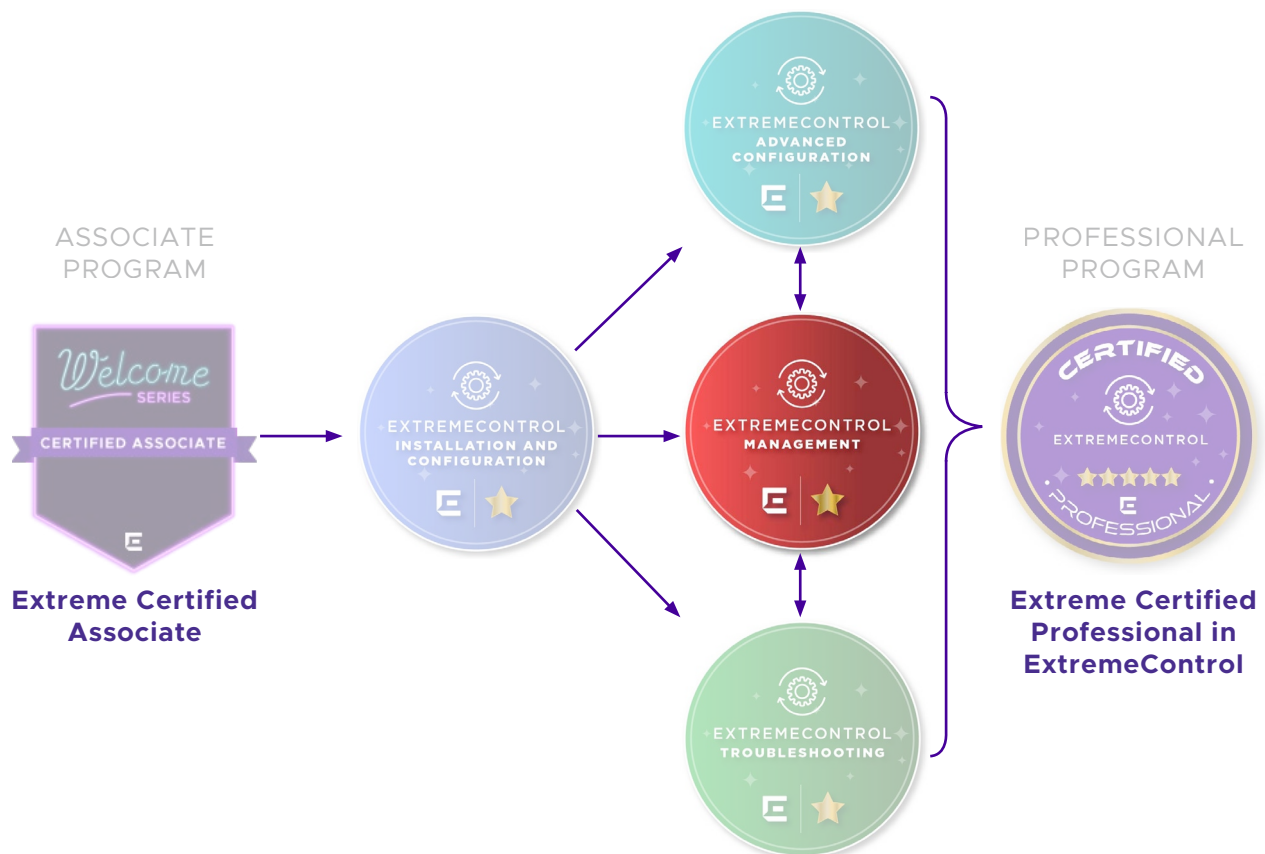 ASSOCIATE
PROGRAM
Welcome
SERIES
CERTIFIED ASSOCIATE
Extreme Certified
Associate
EXTREMECONTROL
INSTALLATION AND
CONFIGURATION
EXTREMECONTROL
ADVANCED
CONFIGURATION
EXTREMECONTROL
MANAGEMENT
EXTREMECONTROL
TROUBLESHOOTING
PROFESSIONAL
PROGRAM
CERTIFIED
EXTREMECONTROL
PROFESSIONAL
Extreme Certified
Professional in
ExtremeControl